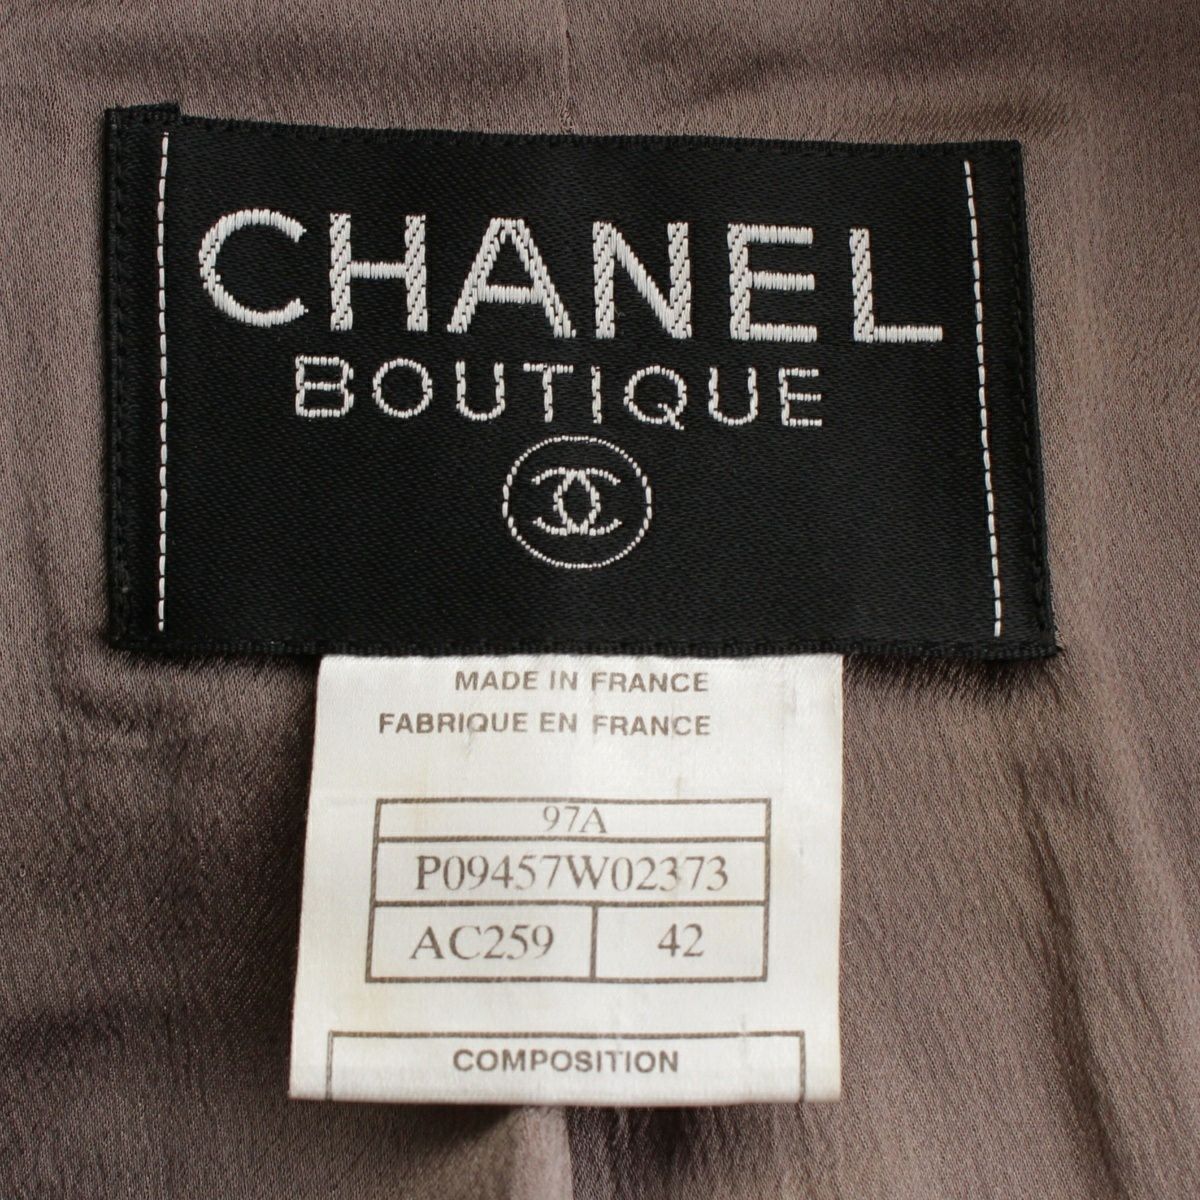 CHANEL
BOUTIQUE
MADE IN FRANCE
FABRIQUE EN FRANCE
97A
P09457W02373
AC259 42
COMPOSITION